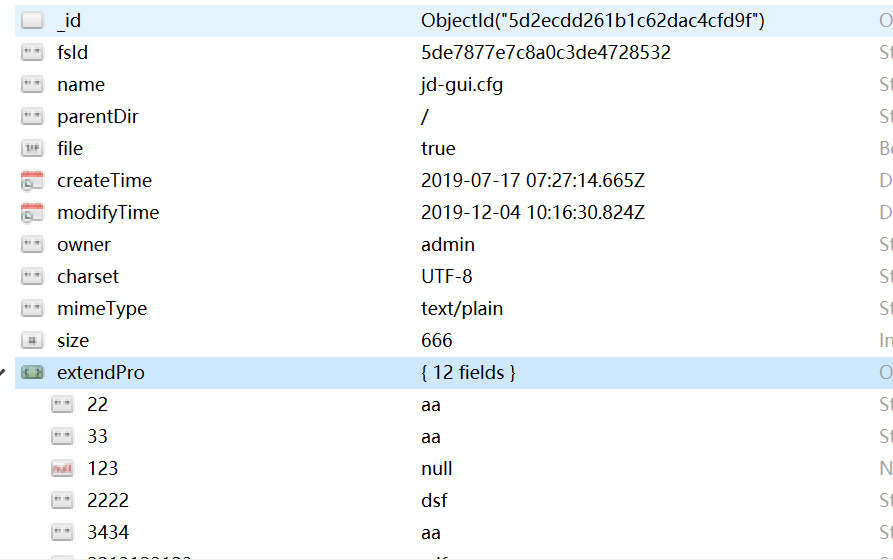 _id ObjectId("5d2ecdd261b1c62dac4cfd9f") O
fsId 5de7877e7c8a0c3de4728532 St
name jd-gui.cfg St
parentDir / St
file true Bo
createTime 2019-07-17 07:27:14.665Z D
modifyTime 2019-12-04 10:16:30.824Z D
owner admin St
charset UTF-8 St
mimeType text/plain St
size 666 In
extendPro { 12 fields } O
22 aa St
33 aa St
null 123 null N
2222 dsf St
3434 aa St